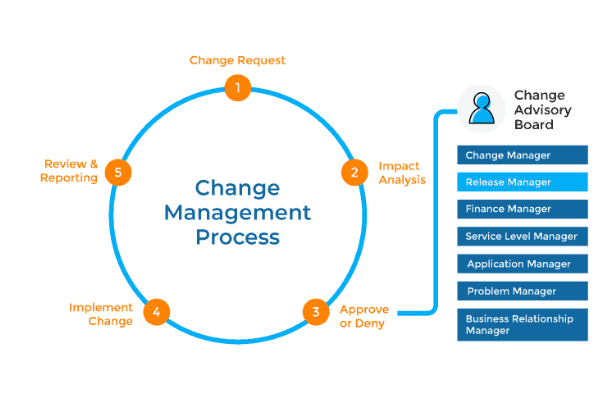 Change Request
1
2
Impact
Analysis
3
Approve
or Deny
4
Implement
Change
5
Review &
Reporting
Change
Management
Process
Change
Advisory
Board
Change Manager
Release Manager
Finance Manager
Service Level Manager
Application Manager
Problem Manager
Business Relationship
Manager